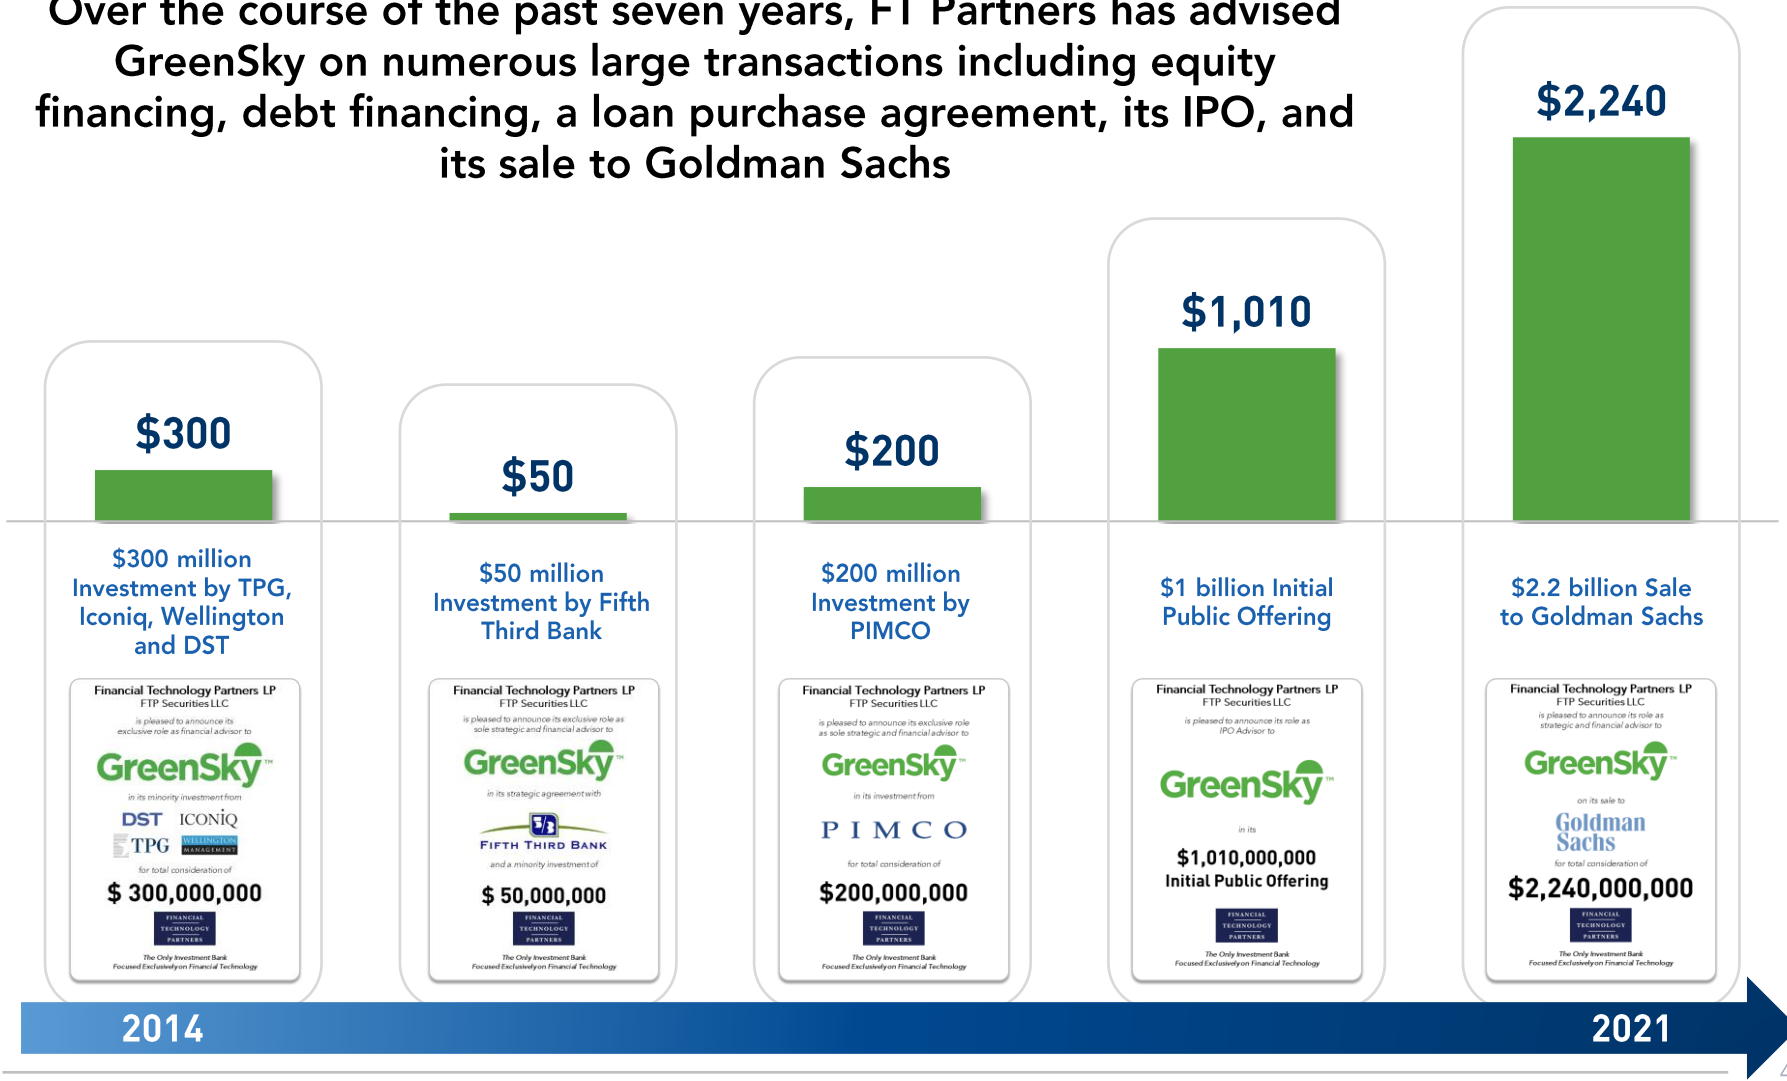 Over the course of the past seven years, FT Partners has advised
GreenSky on numerous large transactions including equity
financing, debt financing, a loan purchase agreement, its IPO, and
its sale to Goldman Sachs
$300
$50
$200
$1,010
$2,240
$300 million
Investment by TPG,
Iconiq, Wellington
and DST
$50 million
Investment by Fifth
Third Bank
$200 million
Investment by
PIMCO
$1 billion Initial
Public Offering
$2.2 billion Sale
to Goldman Sachs
Financial Technology Partners LP
FTP Securities LLC
is pleased to announce its
exclusive role as financial advisor to
GreenSky™
in its minority investment from
DST ICONIQ
TPG WELLINGTON
MANAGEMENT
for total consideration of
$ 300,000,000
FINANCIAL
TECHNOLOGY
PARTNERS
The Only Investment Bank
Focused Exclusively on Financial Technology
Financial Technology Partners LP
FTP Securities LLC
is pleased to announce its exclusive role as
sole strategic and financial advisor to
GreenSky™
in its strategic agreement with
FIFTH THIRD BANK
and a minority investment of
$ 50,000,000
FINANCIAL
TECHNOLOGY
PARTNERS
The Only Investment Bank
Focused Exclusively on Financial Technology
Financial Technology Partners LP
FTP Securities LLC
is pleased to announce its exclusive role
as sole strategic and financial advisor to
GreenSky™
in its investment from
PIMCO
for total consideration of
$200,000,000
FINANCIAL
TECHNOLOGY
PARTNERS
The Only Investment Bank
Focused Exclusively on Financial Technology
Financial Technology Partners LP
FTP Securities LLC
is pleased to announce its role as
IPO Advisor to
GreenSky™
in its
$1,010,000,000
Initial Public Offering
FINANCIAL
TECHNOLOGY
PARTNERS
The Only Investment Bank
Focused Exclusively on Financial Technology
Financial Technology Partners LP
FTP Securities LLC
is pleased to announce its role as
strategic and financial advisor to
GreenSky™
on its sale to
Goldman
Sachs
for total consideration of
$2,240,000,000
FINANCIAL
TECHNOLOGY
PARTNERS
The Only Investment Bank
Focused Exclusively on Financial Technology
2014
2021